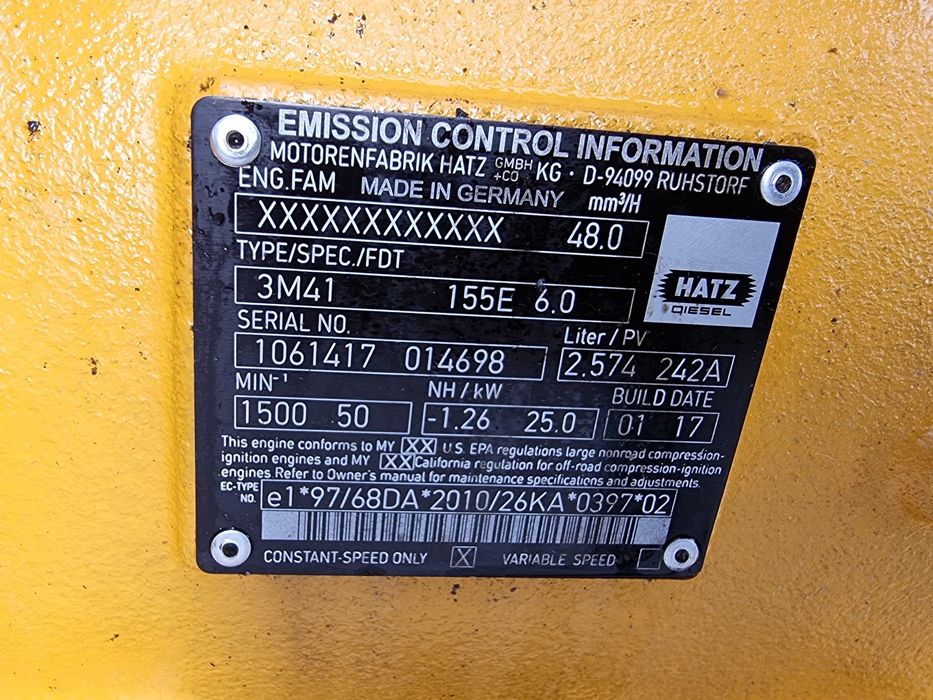 EMISSION CONTROL INFORMATION
MOTORENFABRIK HATZ GMBH +CO KG · D-94099 RUHSTORF
ENG.FAM MADE IN GERMANY mm³/H
XXXXXXXXXXXX 48.0
TYPE/SPEC./FDT
3M41 155E 6.0
HATZ
DIESEL
SERIAL NO. Liter / PV
1061417 014698 2.574 242A
MIN⁻¹ NH / kW BUILD DATE
1500 50 -1.26 25.0 01 17
This engine conforms to MY XX U.S. EPA regulations large nonroad compression-
ignition engines and MY XX California regulation for off-road compression-ignition
engines Refer to Owner's manual for maintenance specifications and adjustments.
EC-TYPE NO. e1*97/68DA*2010/26KA*0397*02
CONSTANT-SPEED ONLY X VARIABLE SPEED